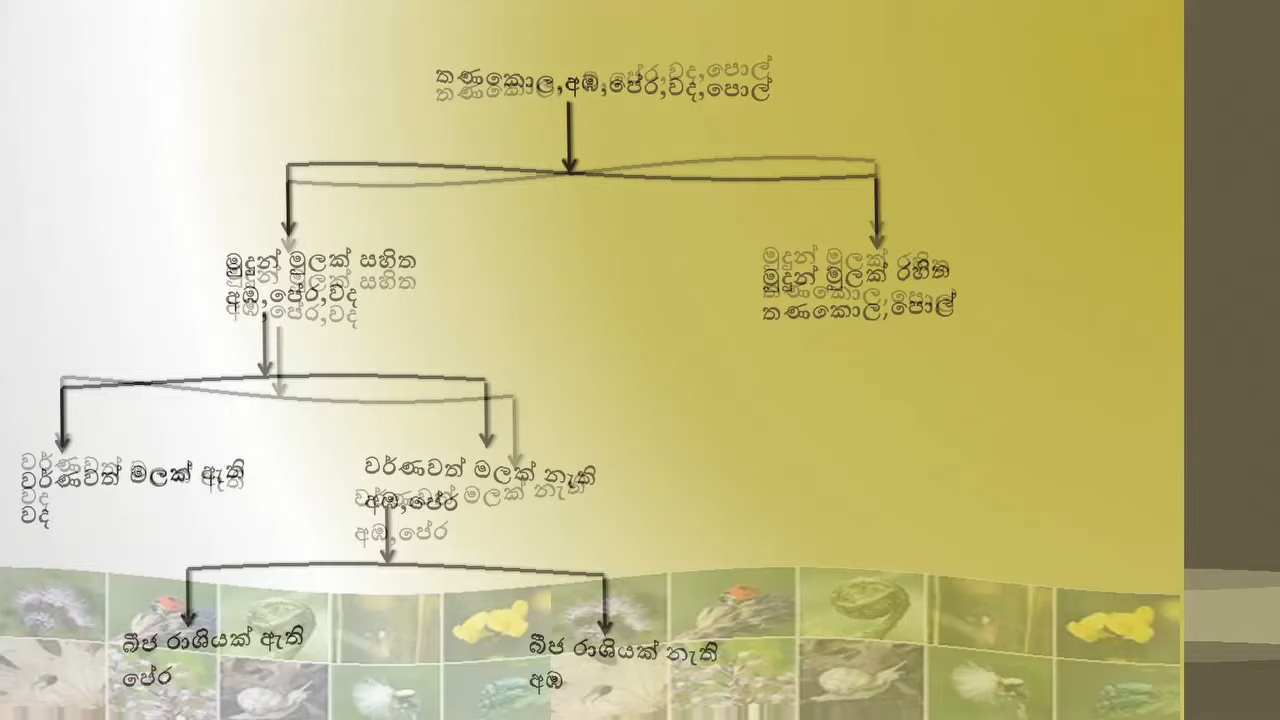 තණකොල,අඹ,පේර,වද,පොල්
මුදුන් මුලක් සහිත
අඹ,පේර,වද
මුදුන් මුලක් රහිත
තණකොල,පොල්
වර්ණවත් මලක් ඇති
වද
වර්ණවත් මලක් නැති
අඹ,පේර
බීජ රාශියක් ඇති
පේර
බීජ රාශියක් නැති
අඹ